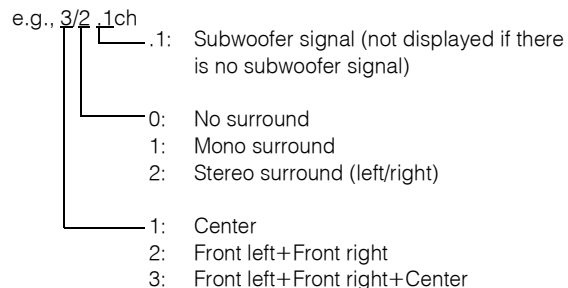 e.g., 3/2 .1ch
.1: Subwoofer signal (not displayed if there
is no subwoofer signal)
0: No surround
1: Mono surround
2: Stereo surround (left/right)
1: Center
2: Front left+Front right
3: Front left+Front right+Center